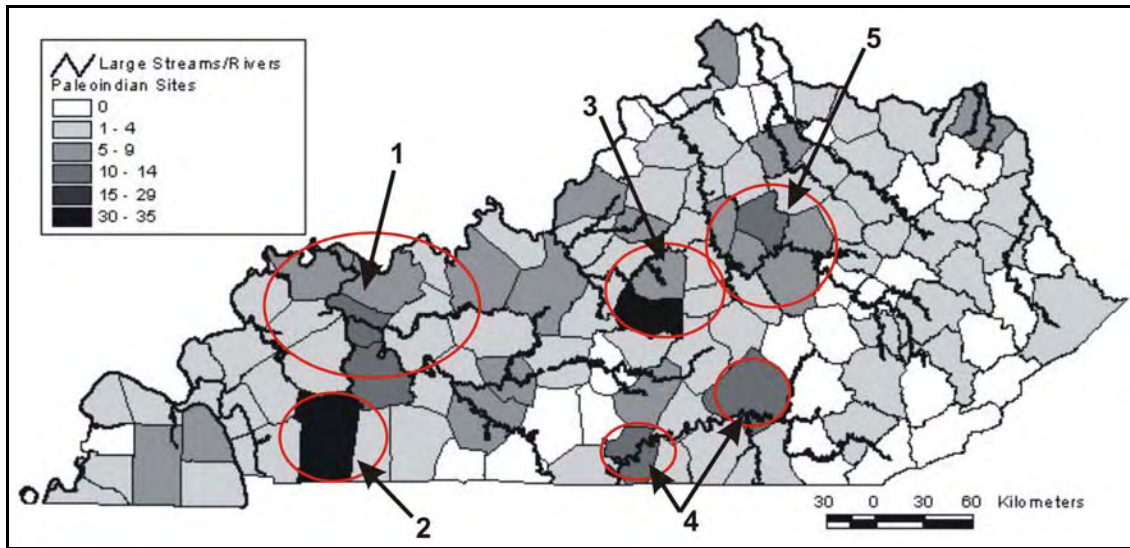 Large Streams/Rivers
Paleoindian Sites
0
1 - 4
5 - 9
10 - 14
15 - 29
30 - 35
1
2
3
4
5
30 0 30 60 Kilometers